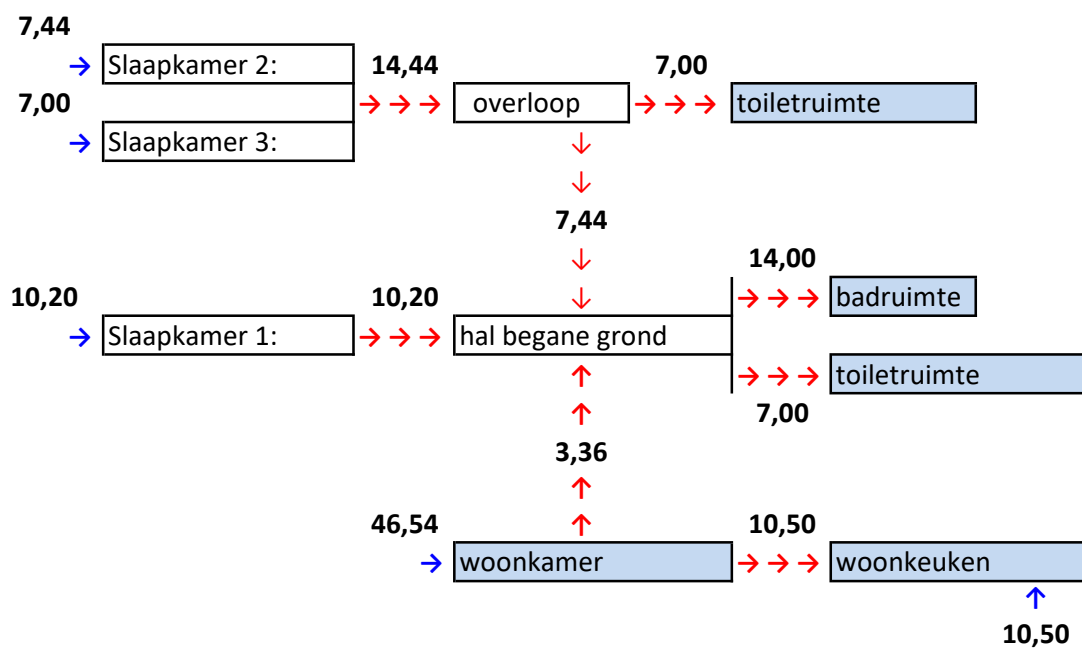 7,44
Slaapkamer 2:
14,44
7,00
7,00
overloop
toiletruimte
Slaapkamer 3:
7,44
14,00
10,20
10,20
badruimte
Slaapkamer 1:
hal begane grond
toiletruimte
7,00
3,36
46,54
10,50
woonkamer
woonkeuken
10,50